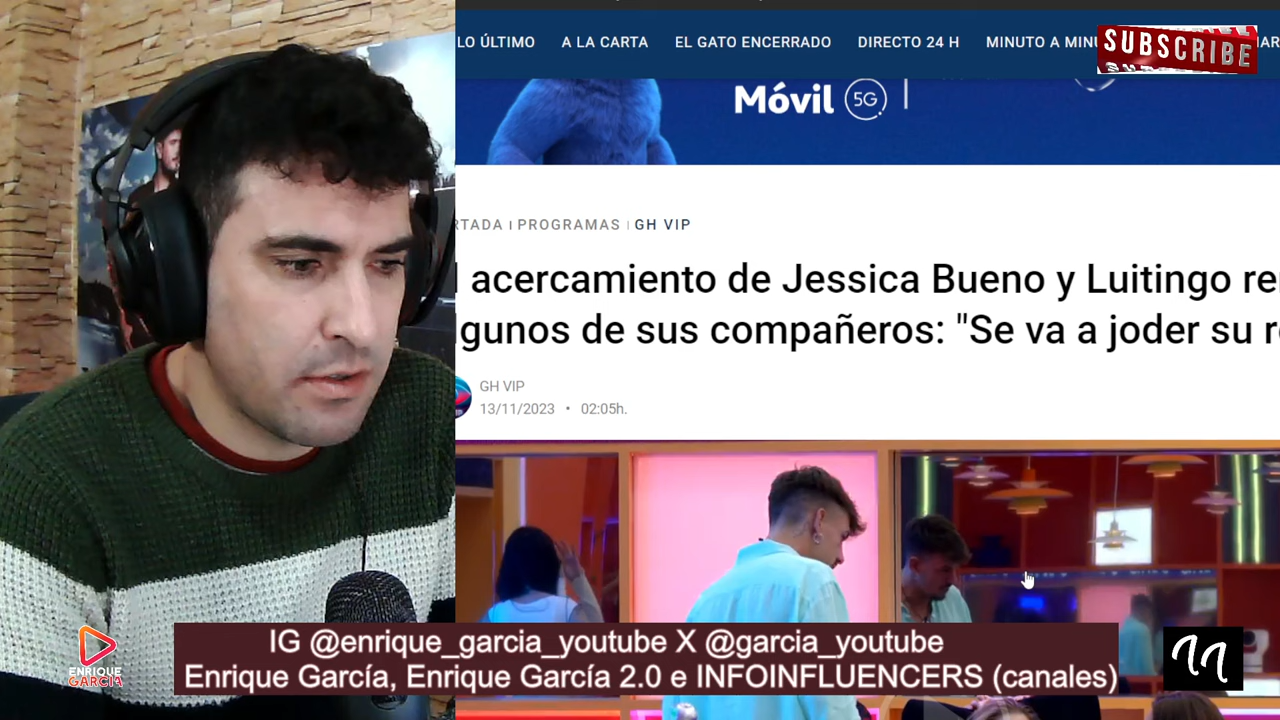 LO ÚLTIMO A LA CARTA EL GATO ENCERRADO DIRECTO 24 H MINUTO A MINU
SUBSCRIBE
Móvil 5G
RTADA | PROGRAMAS | GH VIP
acercamiento de Jessica Bueno y Luitingo re
lgunos de sus compañeros: "Se va a joder su r
GH VIP
13/11/2023 • 02:05h.
IG @enrique_garcia_youtube X @garcia_youtube
Enrique García, Enrique García 2.0 e INFOINFLUENCERS (canales)
ENRIQUE
GARCIA